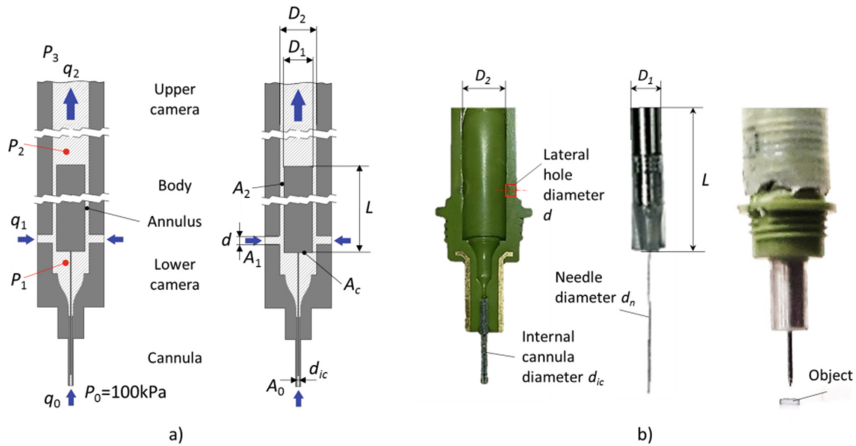 D2
D1
P3
q2
Upper
camera
P2
Body
A2
L
Annulus
q1
d
A1
Lower
camera
P1
Ac
Cannula
dic
A0
P0=100kPa
q0
a)
D2
D1
Lateral
hole
diameter
d
L
Needle
diameter dn
Internal
cannula
diameter dic
Object
b)